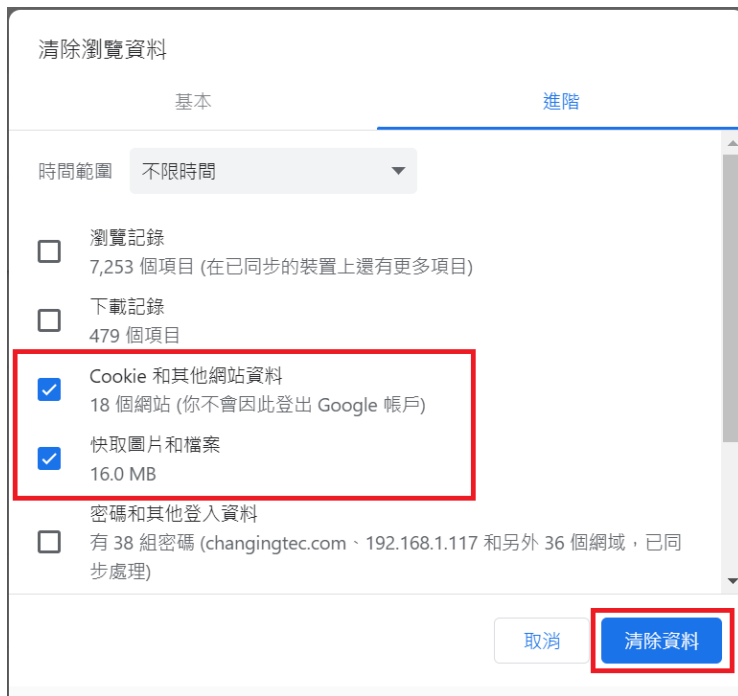 清除瀏覽資料
基本 進階
時間範圍 不限時間
瀏覽記錄
7,253 個項目 (在已同步的裝置上還有更多項目)
下載記錄
479 個項目
Cookie 和其他網站資料
18 個網站 (你不會因此登出 Google 帳戶)
快取圖片和檔案
16.0 MB
密碼和其他登入資料
有 38 組密碼 (changingtec.com、192.168.1.117 和另外 36 個網域，已同
步處理)
取消 清除資料